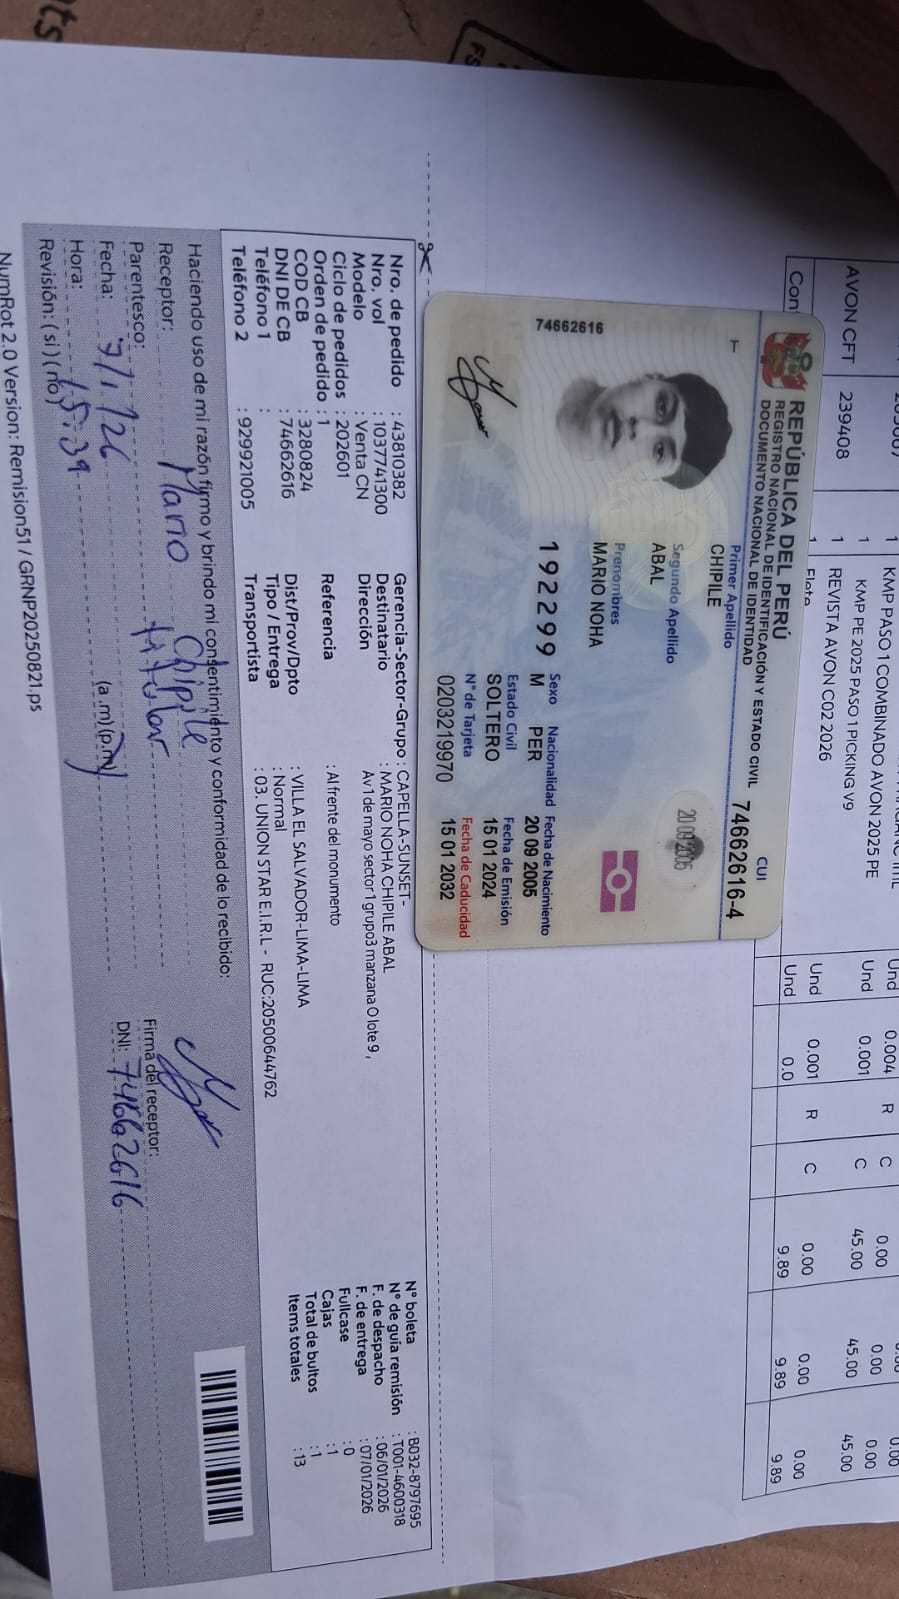 AVON CFT
239408
1
1
1
1
KMP PASO 1 COMBINADO AVON 2025 PE
KMP PE 2025 PASO 1 PICKING V9
REVISTA AVON C02 2026
Flete
Und 0.004 R C 0.00 0.00 0.00
Und 0.001 C 45.00 45.00 45.00
Und 0.001 R C 0.00 0.00 0.00
Und 0.0 9.89 9.89 9.89
REPÚBLICA DEL PERÚ
REGISTRO NACIONAL DE IDENTIFICACIÓN Y ESTADO CIVIL
DOCUMENTO NACIONAL DE IDENTIDAD
CUI
74662616-4
Primer Apellido
CHIPILE
Segundo Apellido
ABAL
Prenombres
MARIO NOHA
20 09 2005
192299
74662616
Sexo Nacionalidad Fecha de Nacimiento
M PER 20 09 2005
Estado Civil Fecha de Emisión
SOLTERO 15 01 2024
N° de Tarjeta Fecha de Caducidad
0203219970 15 01 2032
Nro. de pedido : 43810382
Nro. vol : 1037741300
Modelo : Venta CN
Ciclo de pedidos : 202601
Orden de pedido : 1
COD CB : 3280824
DNI DE CB : 74662616
Teléfono 1 :
Teléfono 2 : 929921005
Gerencia-Sector-Grupo : CAPELLA-SUNSET-
Destinatario : MARIO NOHA CHIPILE ABAL
Dirección Av 1 de mayo sector 1 grupo3 manzana O lote 9 ,
Referencia : Al frente del monumento
Dist/Prov/Dpto : VILLA EL SALVADOR-LIMA-LIMA
Tipo / Entrega : Normal
Transportista : 03. UNION STAR E.I.R.L - RUC:20500644762
N° boleta : B032-8797695
N° de guía remisión : T001-4600318
F. de despacho : 06/01/2026
F. de entrega : 07/01/2026
Fullcase : 0
Cajas : 1
Total de bultos : 1
Items totales : 13
Haciendo uso de mi razón firmo y brindo mi consentimiento y conformidad de lo recibido:
Receptor: Mario Chipile
Parentesco: titular
Fecha: 7/1/26
Hora: 15:39 (a.m)(p.m)
Revisión: ( si ) ( no )
Firma del receptor:
DNI: 74662616
NumRot 2.0 Version: Remision51 / GRNP20250821.ps